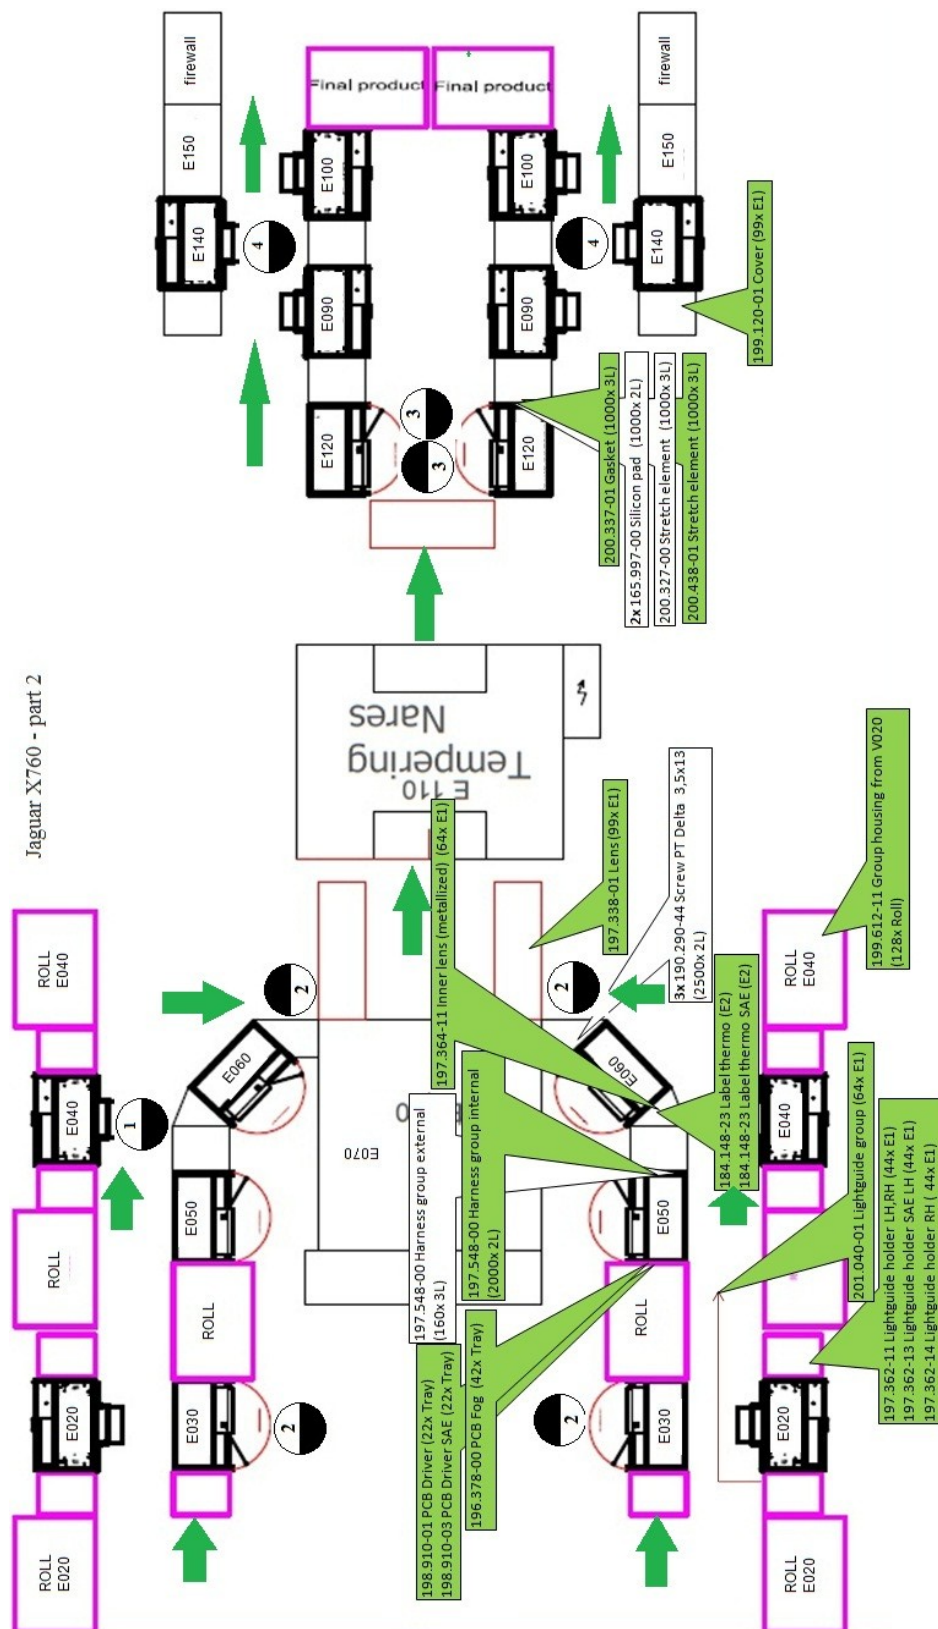 Jaguar X760 - part 2
firewall
E150
E140
4
Final product
Final product
E100
E100
E090
E090
E120
E120
3
3
4
firewall
E150
E140
199.120-01 Cover (99x E1)
200.337-01 Gasket (1000x 3L)
2x 165.997-00 Silicon pad (1000x 2L)
200.327-00 Stretch element (1000x 3L)
200.438-01 Stretch element (1000x 3L)
E 110
Tempering
Nares
ROLL
E040
E040
1
ROLL
E020
ROLL
E020
2
E060
E050
ROLL
E030
2
E070
0
2
E060
E050
ROLL
E030
2
ROLL
E040
E040
E020
ROLL
E020
197.364-11 Inner lens (metallized) (64x E1)
197.338-01 Lens (99x E1)
3x 190.290-44 Screw PT Delta 3,5x13
(2500x 2L)
197.548-00 Harness group external
(160x 3L)
197.548-00 Harness group internal
(2000x 2L)
198.910-01 PCB Driver (22x Tray)
198.910-03 PCB Driver SAE (22x Tray)
196.378-00 PCB Fog (42x Tray)
184.148-23 Label thermo (E2)
184.148-23 Label thermo SAE (E2)
199.612-11 Group housing from V020
(128x Roll)
201.040-01 Lightguide group (64x E1)
197.362-11 Lightguide holder LH,RH (44x E1)
197.362-13 Lightguide holder SAE LH (44x E1)
197.362-14 Lightguide holder RH ( 44x E1)